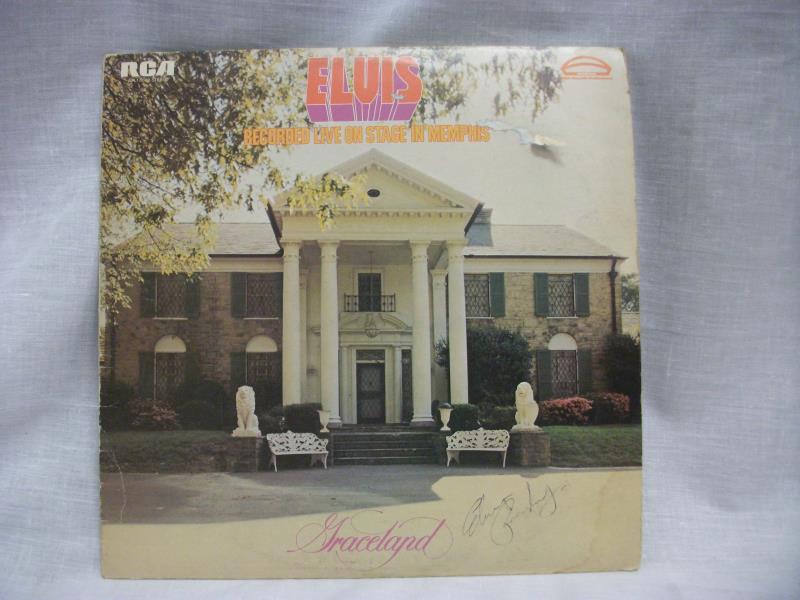 RCA
ELVIS
RECORDED LIVE ON STAGE IN MEMPHIS
Graceland